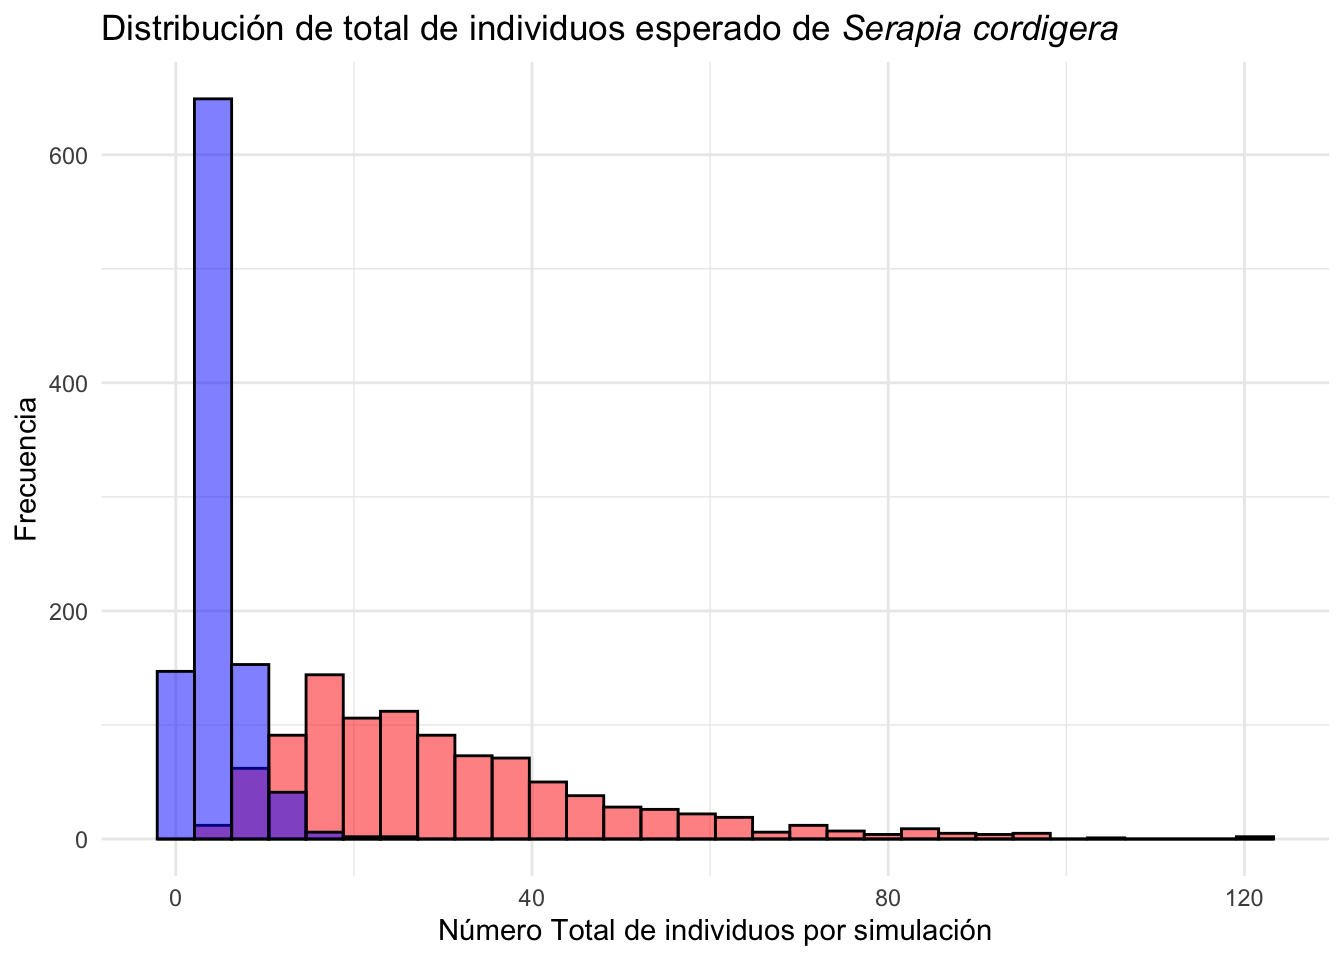 Distribución de total de individuos esperado de Serapia cordigera
600
400
200
0
Frecuencia
0 40 80 120
Número Total de individuos por simulación